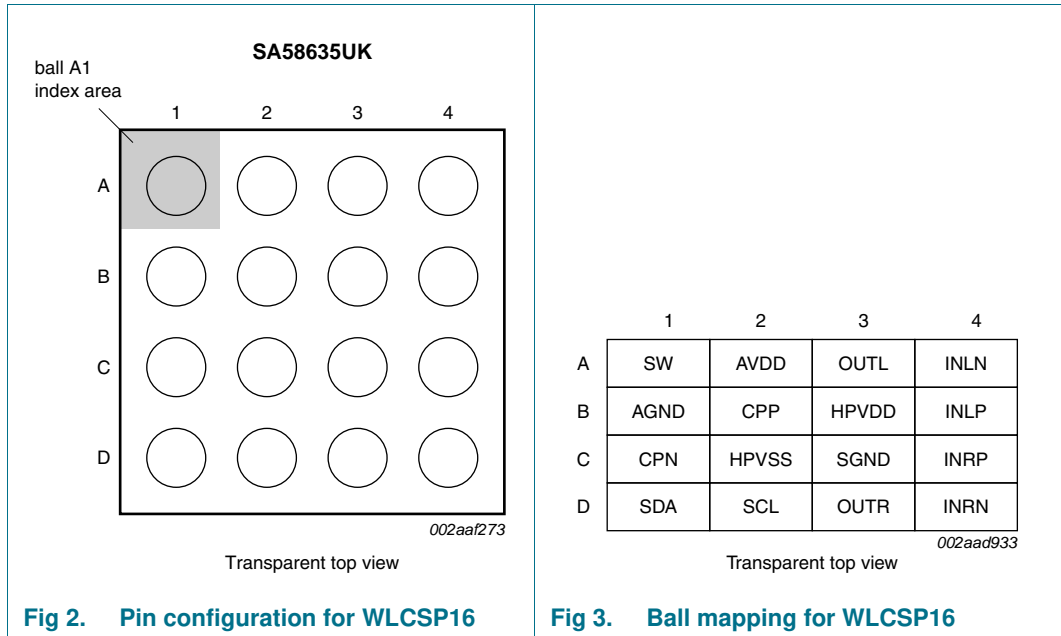 SA58635UK
ball A1
index area
1 2 3 4
A
B
C
D
002aaf273
Transparent top view
Fig 2. Pin configuration for WLCSP16
1 2 3 4
A SW AVDD OUTL INLN
B AGND CPP HPVDD INLP
C CPN HPVSS SGND INRP
D SDA SCL OUTR INRN
002aad933
Transparent top view
Fig 3. Ball mapping for WLCSP16